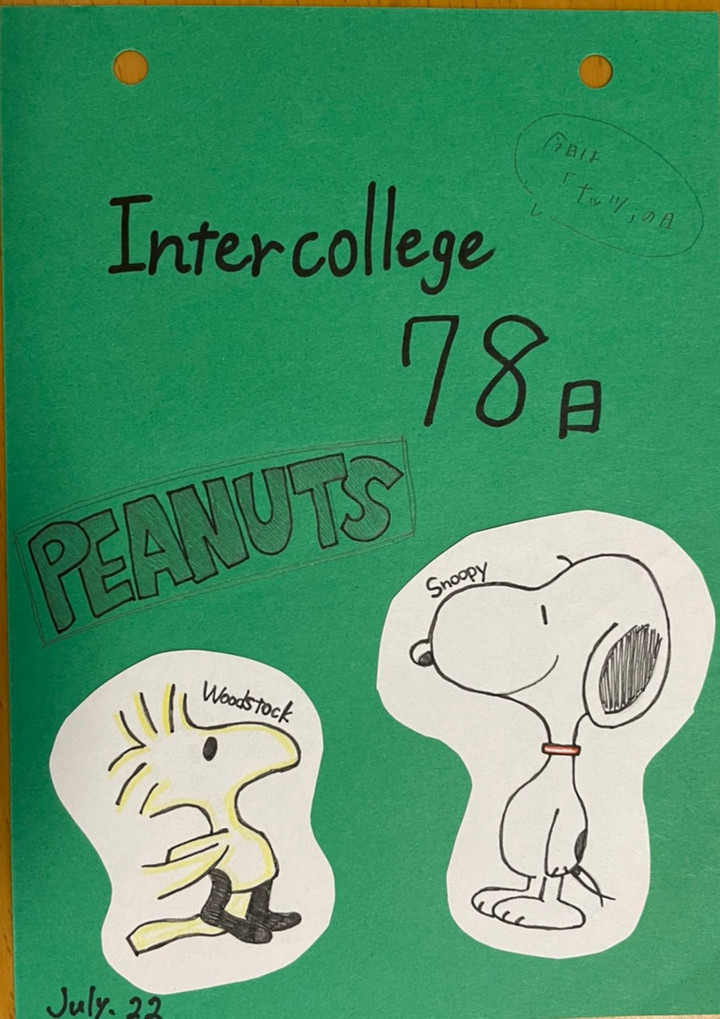 今日は
「ナッツ」の日
Intercollege
78日
PEANUTS
Snoopy
Woodstock
July. 22